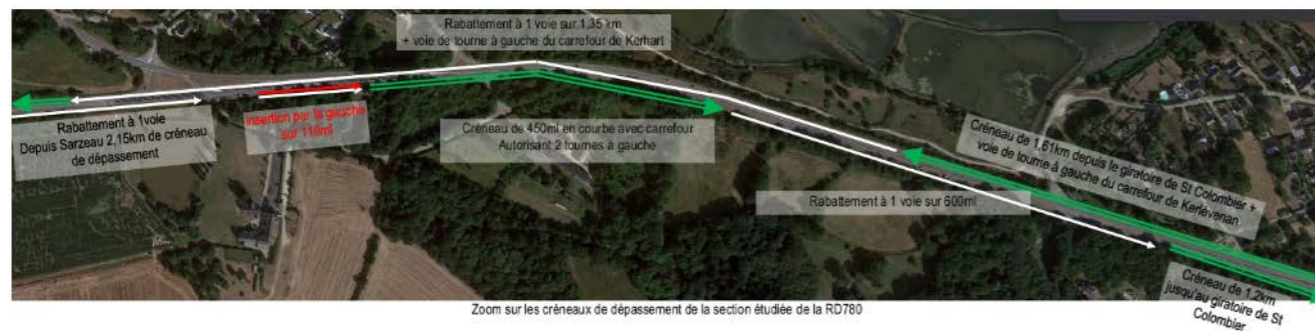 Rabattement à 1 voie sur 1.35 km
+ voie de tourne à gauche du carrefour de Kerhart
Rabattement à 1voie
Depuis Sarzeau 2,15km de créneau
de dépassement
Insertion par la gauche
sur 110ml
Créneau de 450ml en courbe avec carrefour
Autorisant 2 tournes à gauche
Rabattement à 1 voie sur 600ml
Créneau de 1,61km depuis le giratoire de St Colombier +
voie de tourne à gauche du carrefour de Kerlevenan
Créneau de 1,2km
jusqu'au giratoire de St
Colombier
Zoom sur les créneaux de dépassement de la section étudiée de la RD780